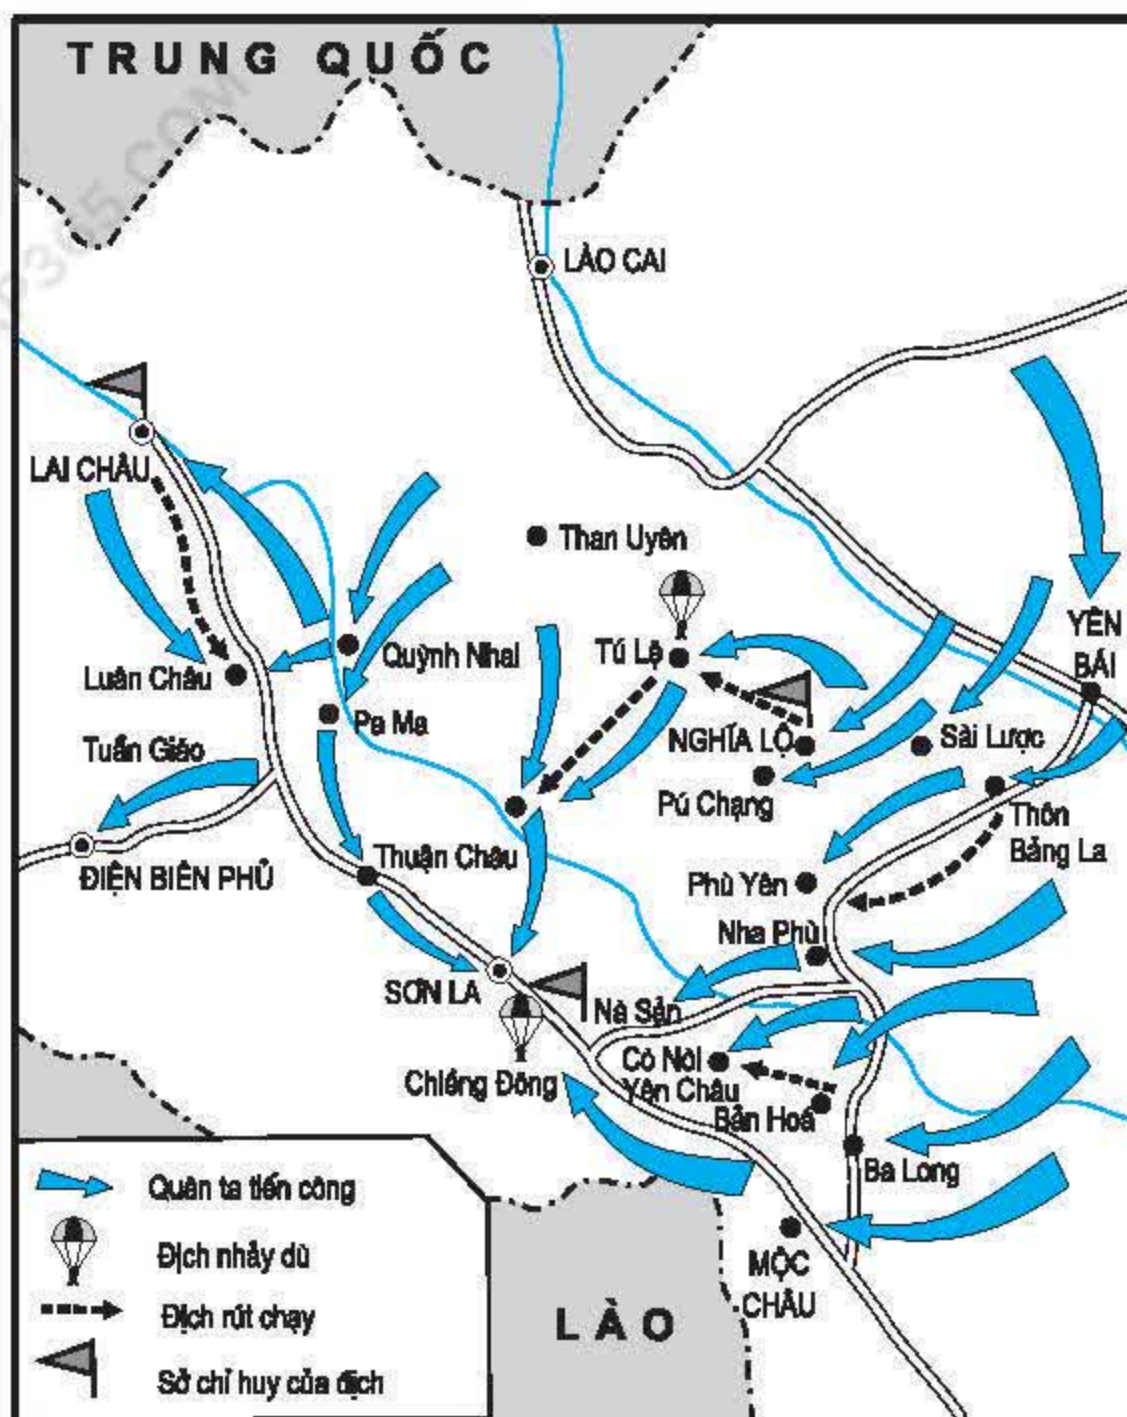 TRUNG QUỐC
LÀO CAI
LAI CHÂU
Than Uyên
YÊN
BÁI
Quỳnh Nhai
Tú Lệ
Luân Châu
Pa Ma
NGHĨA LỘ
Sài Lược
Tuần Giáo
Pú Chạng
Thôn
Bảng La
Thuận Châu
ĐIỆN BIÊN PHỦ
Phù Yên
Nha Phù
SƠN LA
Nà Sản
Cò Nòi
Yên Châu
Chiềng Đông
Bản Hoá
Ba Long
MỘC
CHÂU
LÀO
Quân ta tiến công
Địch nhảy dù
Địch rút chạy
Sở chỉ huy của địch